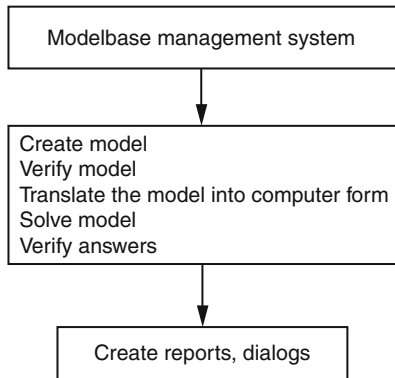 Modelbase management system
Create model
Verify model
Translate the model into computer form
Solve model
Verify answers
Create reports, dialogs